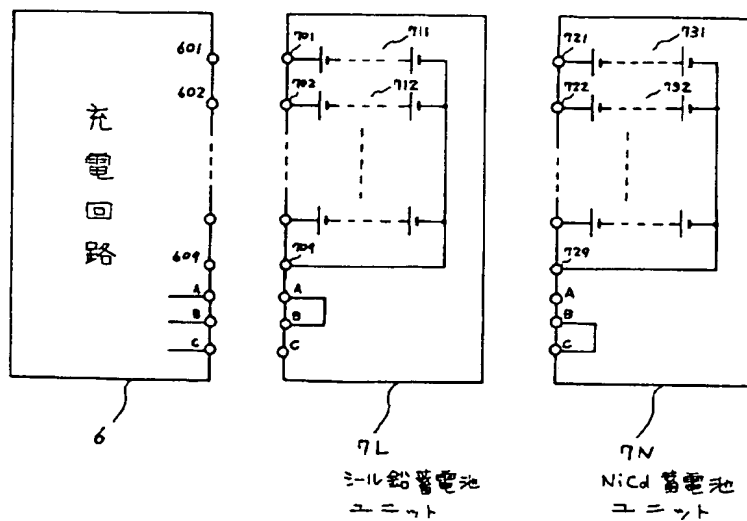 601
602
充電回路
609
A
B
C
6
701
711
702
712
709
A
B
C
7L
シール鉛蓄電池
ユニット
721
731
722
732
729
A
B
C
7N
NiCd 蓄電池
ユニット